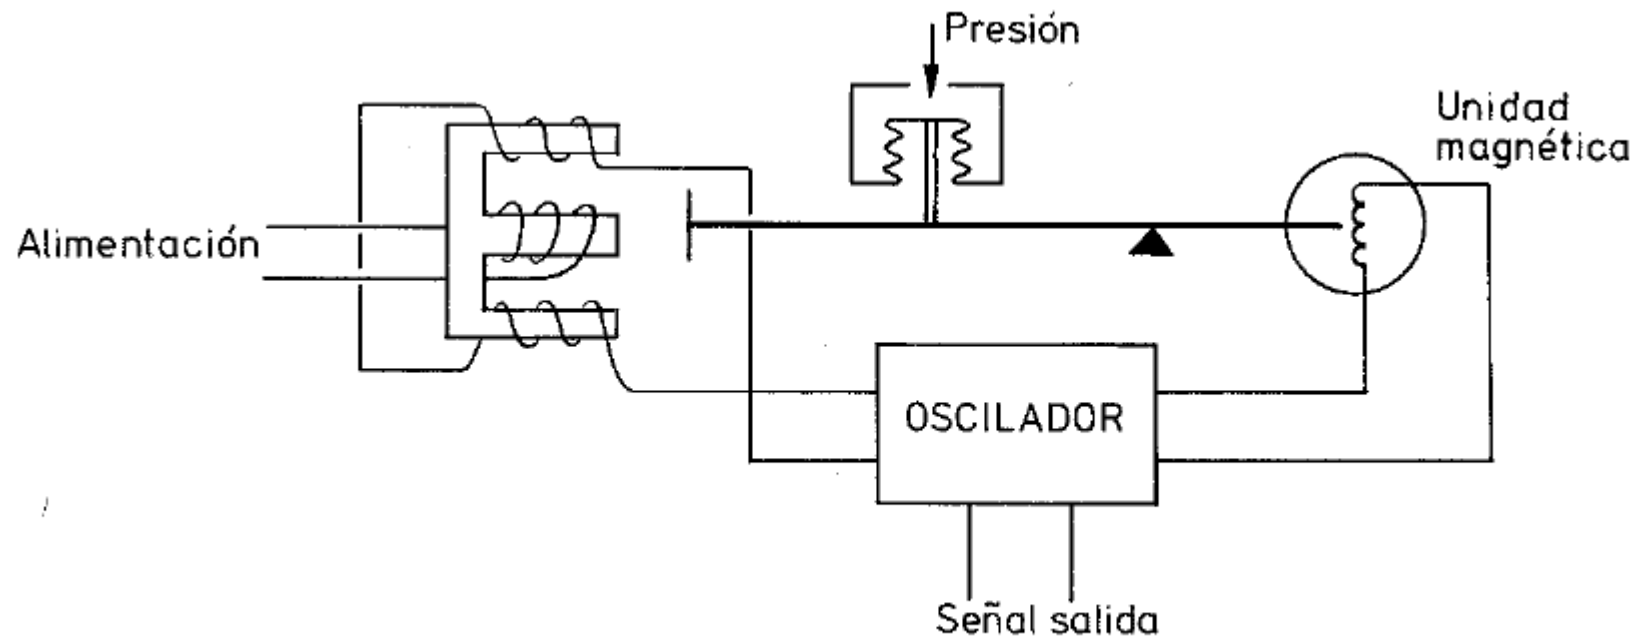 Presión
Unidad
magnética
Alimentación
OSCILADOR
Señal salida